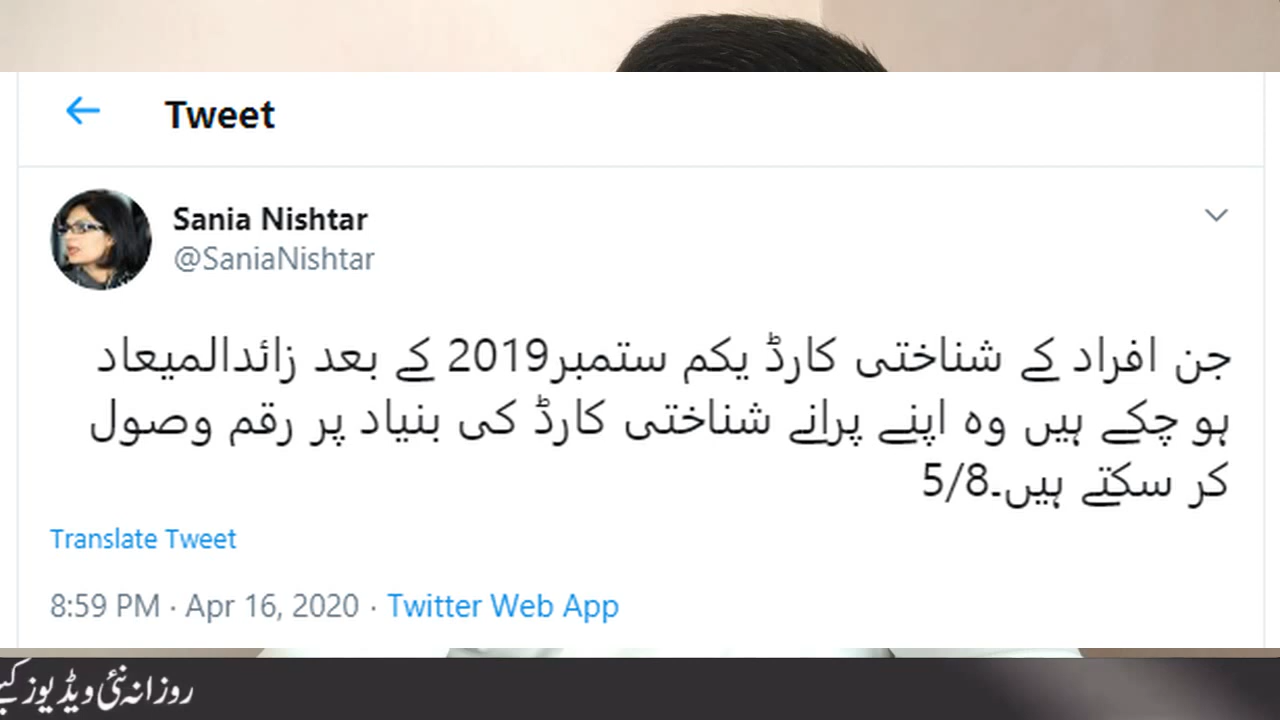 Tweet
Sania Nishtar
@SaniaNishtar
جن افراد کے شناختی کارڈ یکم ستمبر2019 کے بعد زائدالمیعاد
ہو چکے ہیں وہ اپنے پرانے شناختی کارڈ کی بنیاد پر رقم وصول
کر سکتے ہیں۔5/8
Translate Tweet
8:59 PM · Apr 16, 2020 · Twitter Web App
روزانہ نئی ویڈیوز